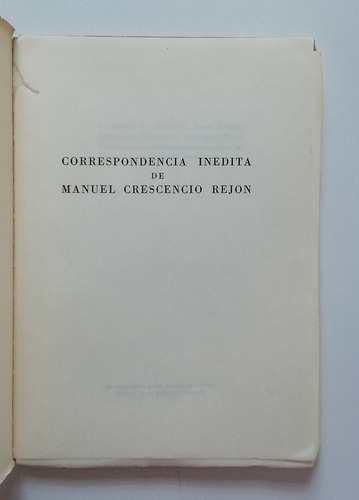 CORRESPONDENCIA INEDITA
DE
MANUEL CRESCENCIO REJON